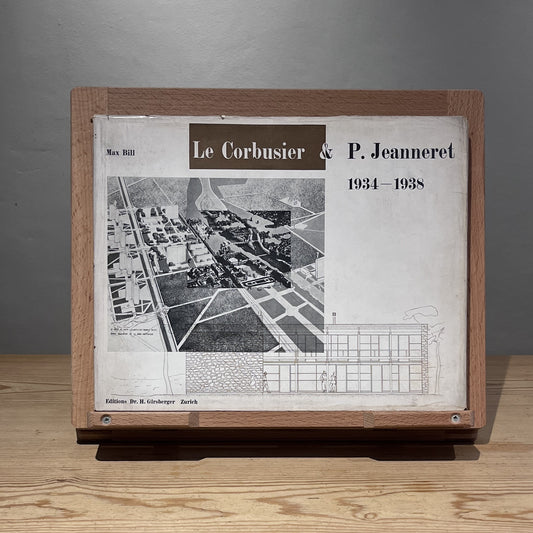 Max Bill
Le Corbusier & P. Jeanneret
1934—1938
Editions Dr. H. Girsberger Zurich